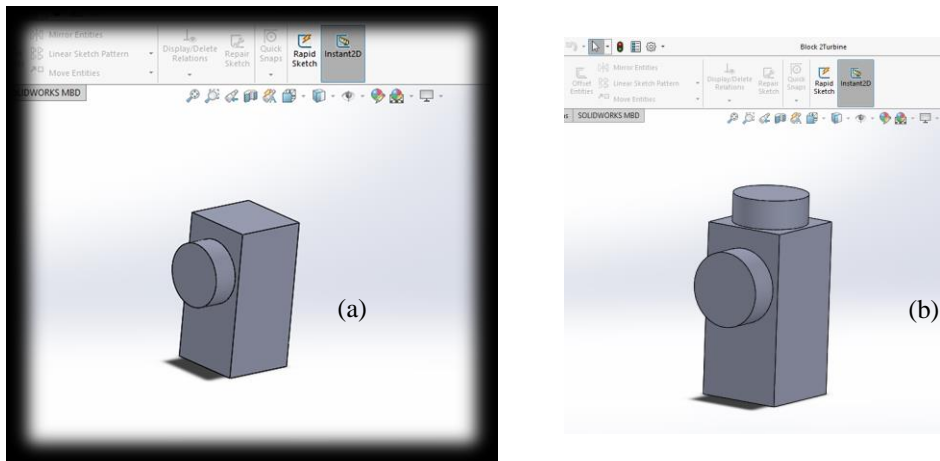 Mirror Entities
Linear Sketch Pattern
Move Entities
Display/Delete
Relations
Repair
Sketch
Quick
Snaps
Rapid
Sketch
Instant2D
IDWORKS MBD
(a)
Block 2Turbine
Offset
Entities
Mirror Entities
Linear Sketch Pattern
Move Entities
Display/Delete
Relations
Repair
Sketch
Quick
Snaps
Rapid
Sketch
Instant2D
SOLIDWORKS MBD
(b)